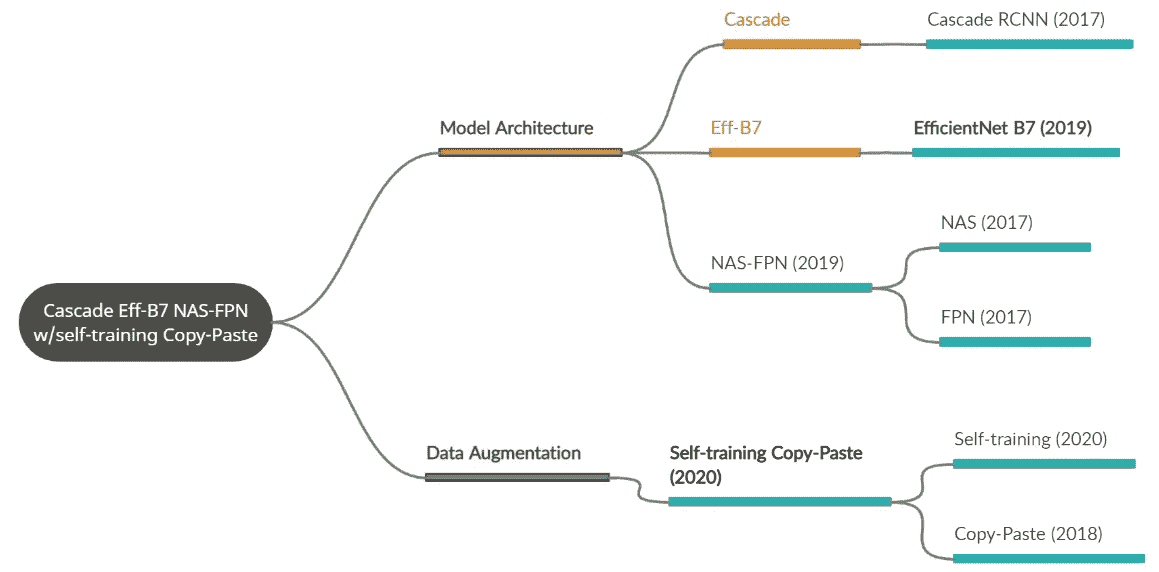 Cascade
Cascade RCNN (2017)
Model Architecture
Eff-B7
EfficientNet B7 (2019)
NAS (2017)
NAS-FPN (2019)
Cascade Eff-B7 NAS-FPN
w/self-training Copy-Paste
FPN (2017)
Data Augmentation
Self-training Copy-Paste
(2020)
Self-training (2020)
Copy-Paste (2018)